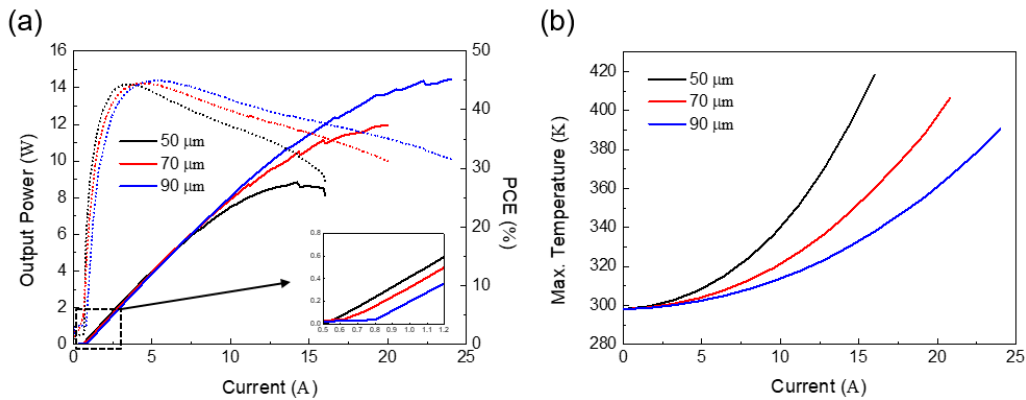 (a)
16
14
12
10
8
6
4
2
0
Output Power (W)
50
40
30
20
10
0
PCE (%)
50 μm
70 μm
90 μm
0.8
0.6
0.4
0.2
0.0
0.5 0.6 0.7 0.8 0.9 1.0 1.1 1.2
0 5 10 15 20 25
Current (A)
(b)
420
400
380
360
340
320
300
280
Max. Temperature (K)
50 μm
70 μm
90 μm
0 5 10 15 20 25
Current (A)